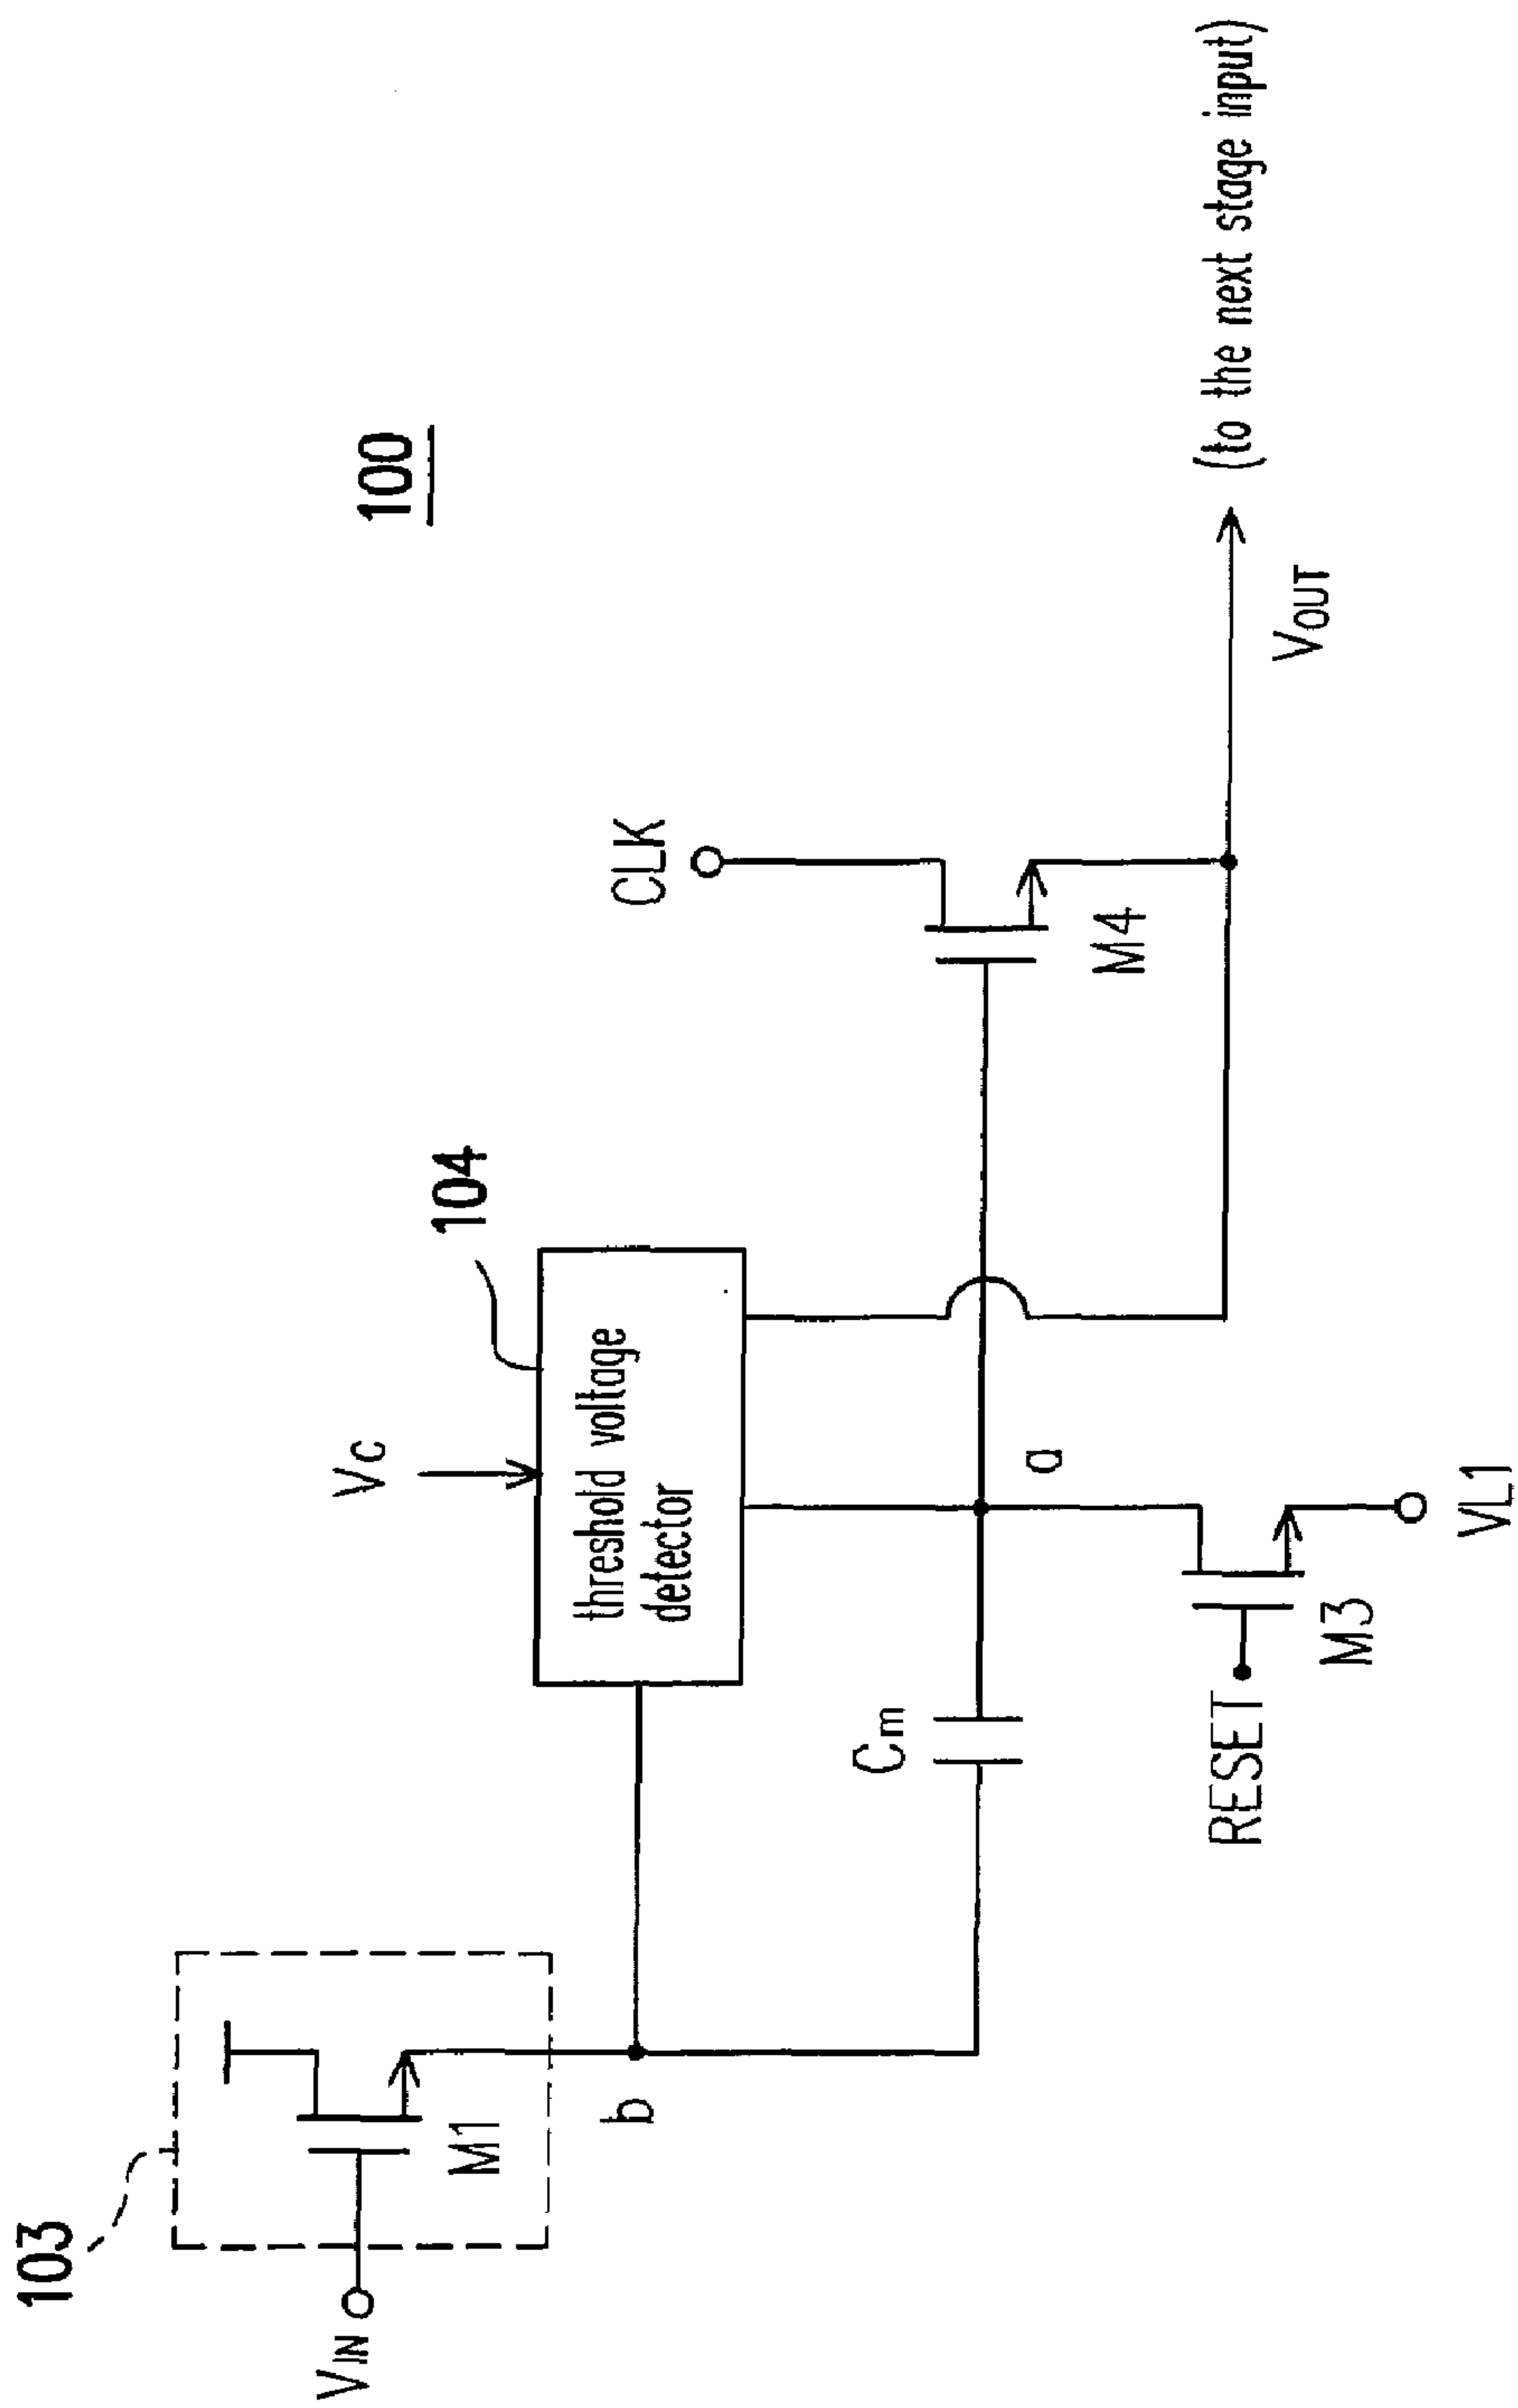 100
103
VIN
M1
b
Vc
104
threshold voltage
detector
Cm
a
RESET
M3
VL1
CLK
M4
VOUT
(to the next stage input)